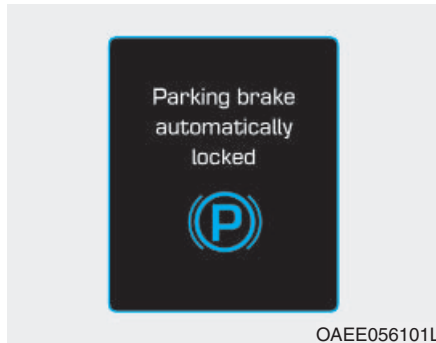 Parking brake
automatically
locked
P
OAEE056101L